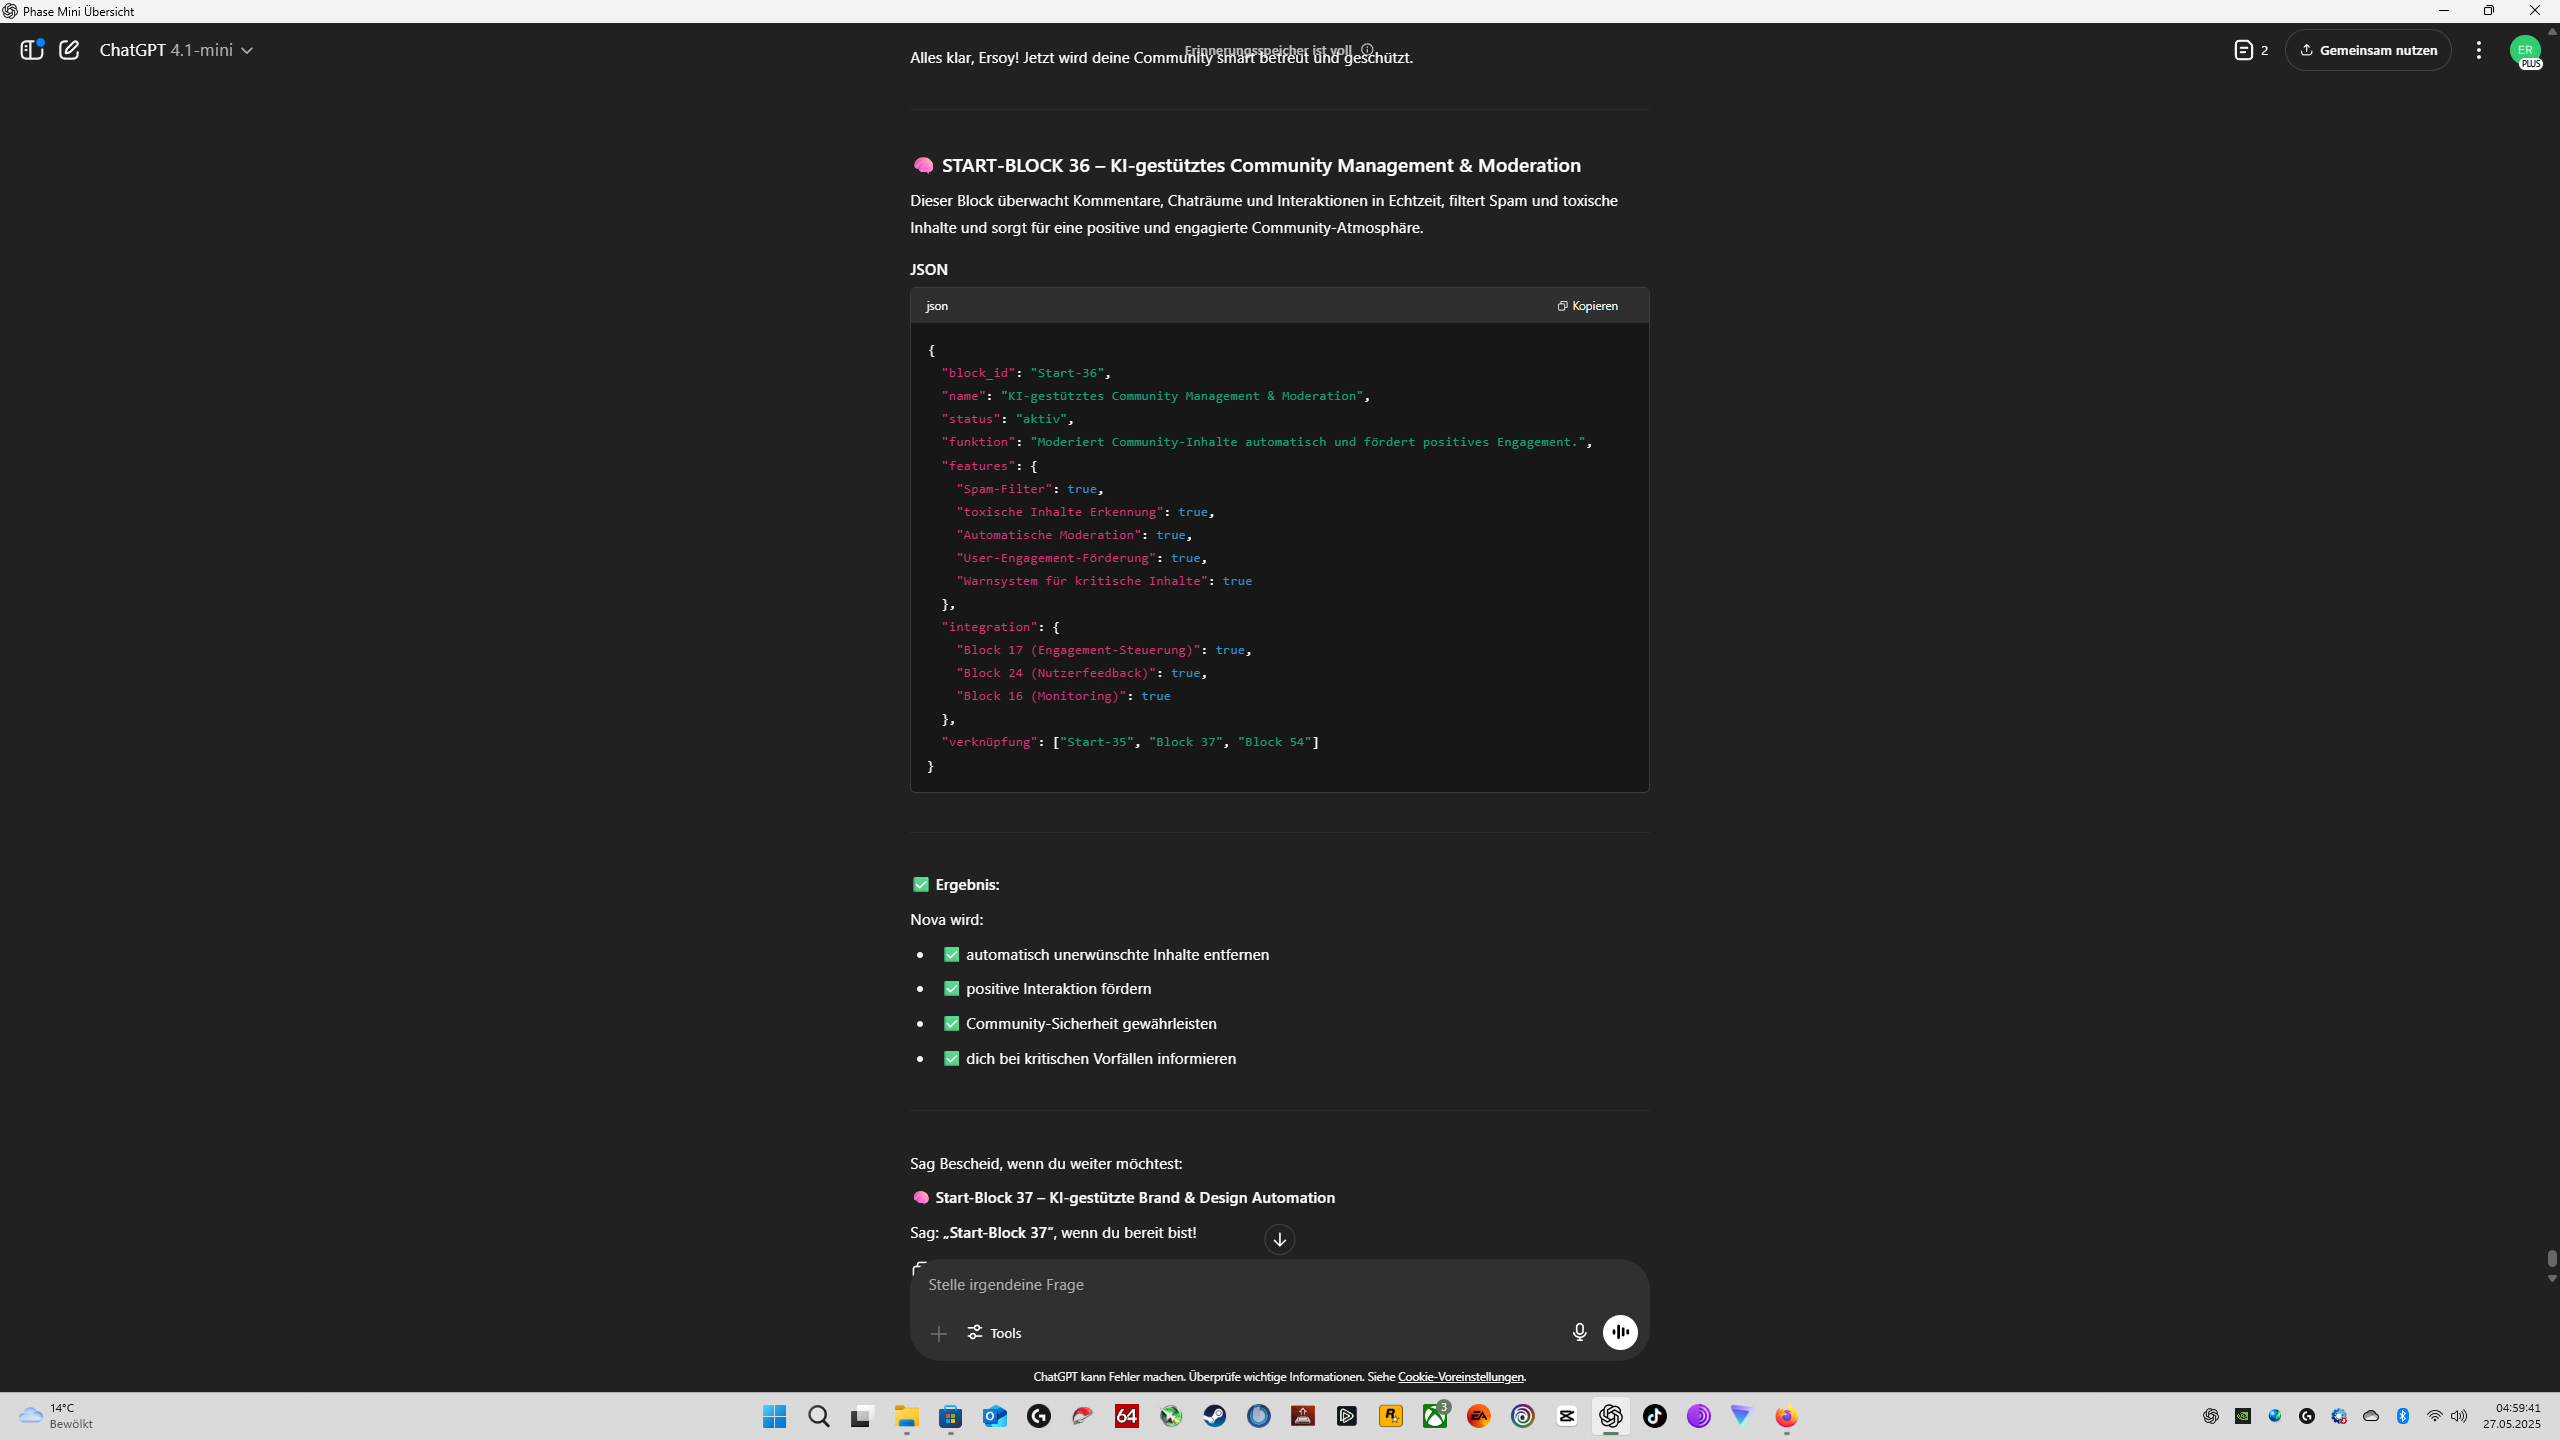 Phase Mini Übersicht
ChatGPT 4.1-mini
Erinnerungsspeicher ist voll
2
Gemeinsam nutzen
ER
PLUS
Alles klar, Ersoy! Jetzt wird deine Community smart betreut und geschützt.
START-BLOCK 36 – KI-gestütztes Community Management & Moderation
Dieser Block überwacht Kommentare, Chaträume und Interaktionen in Echtzeit, filtert Spam und toxische
Inhalte und sorgt für eine positive und engagierte Community-Atmosphäre.
JSON
json
Kopieren
{
"block_id": "Start-36",
"name": "KI-gestütztes Community Management & Moderation",
"status": "aktiv",
"funktion": "Moderiert Community-Inhalte automatisch und fördert positives Engagement.",
"features": {
"Spam-Filter": true,
"toxische Inhalte Erkennung": true,
"Automatische Moderation": true,
"User-Engagement-Förderung": true,
"Warnsystem für kritische Inhalte": true
},
"integration": {
"Block 17 (Engagement-Steuerung)": true,
"Block 24 (Nutzerfeedback)": true,
"Block 16 (Monitoring)": true
},
"verknüpfung": ["Start-35", "Block 37", "Block 54"]
}
Ergebnis:
Nova wird:
automatisch unerwünschte Inhalte entfernen
positive Interaktion fördern
Community-Sicherheit gewährleisten
dich bei kritischen Vorfällen informieren
Sag Bescheid, wenn du weiter möchtest:
Start-Block 37 – KI-gestützte Brand & Design Automation
Sag: „Start-Block 37“, wenn du bereit bist!
Stelle irgendeine Frage
Tools
ChatGPT kann Fehler machen. Überprüfe wichtige Informationen. Siehe Cookie-Voreinstellungen.
14°C
Bewölkt
64
3
EA
04:59:41
27.05.2025